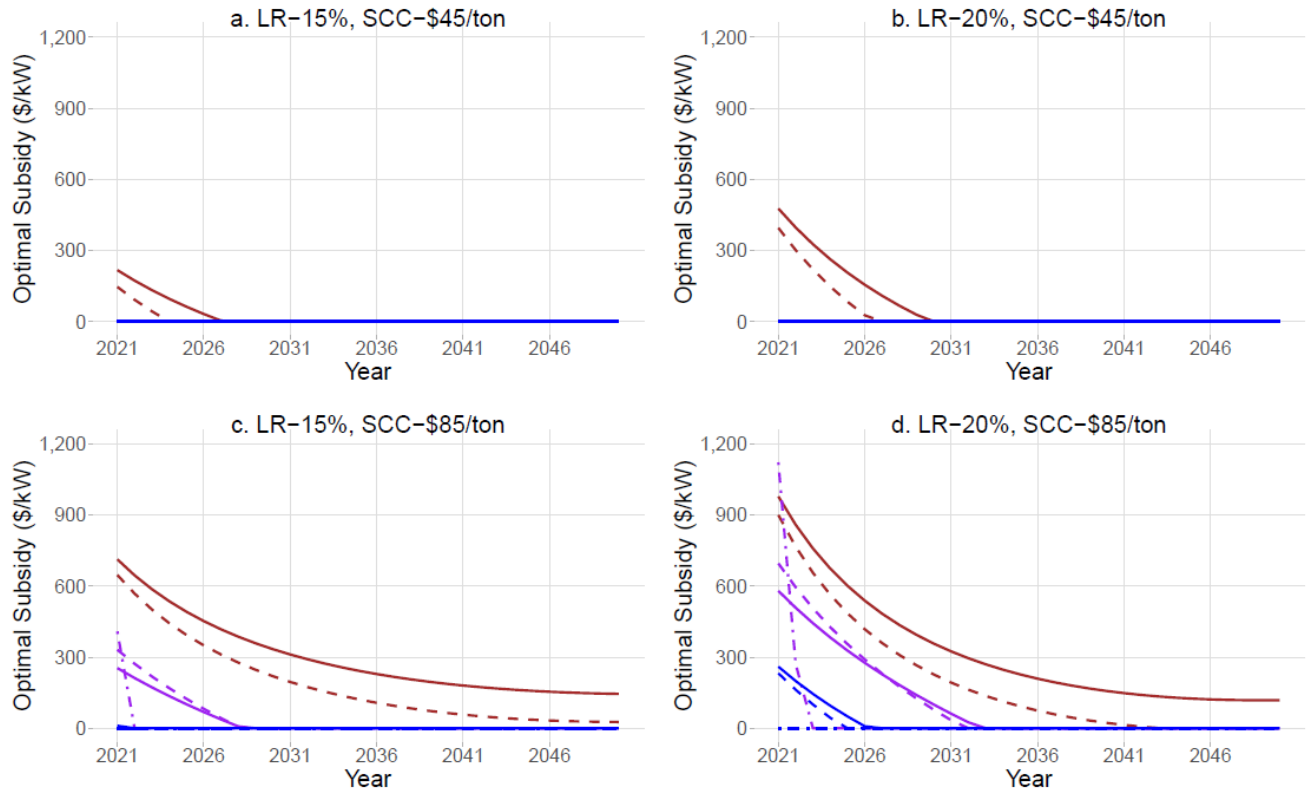 a. LR−15%, SCC−$45/ton
Optimal Subsidy ($/kW)
1,200
900
600
300
0
2021 2026 2031 2036 2041 2046
Year
b. LR−20%, SCC−$45/ton
Optimal Subsidy ($/kW)
1,200
900
600
300
0
2021 2026 2031 2036 2041 2046
Year
c. LR−15%, SCC−$85/ton
Optimal Subsidy ($/kW)
1,200
900
600
300
0
2021 2026 2031 2036 2041 2046
Year
d. LR−20%, SCC−$85/ton
Optimal Subsidy ($/kW)
1,200
900
600
300
0
2021 2026 2031 2036 2041 2046
Year